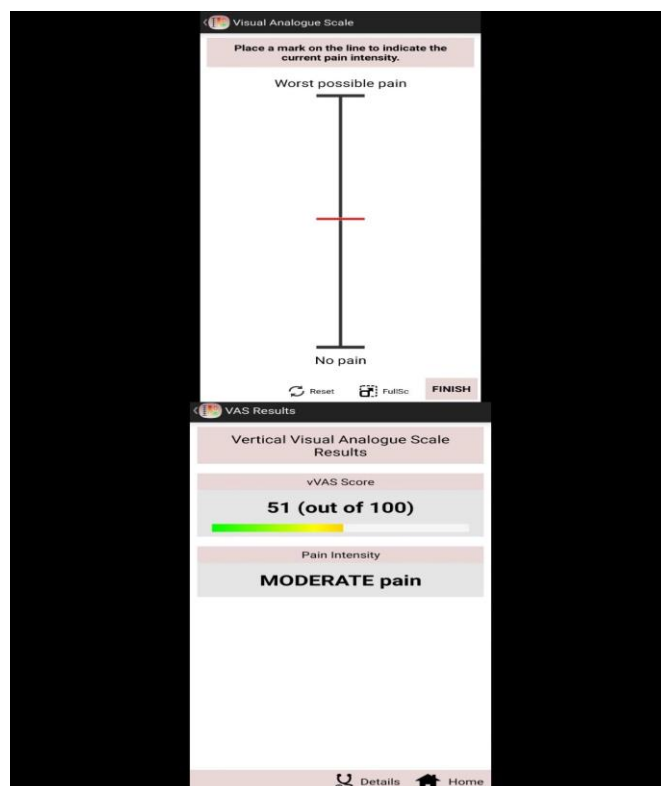 Visual Analogue Scale
Place a mark on the line to indicate the
current pain intensity.
Worst possible pain
No pain
Reset FullSc FINISH
VAS Results
Vertical Visual Analogue Scale
Results
vVAS Score
51 (out of 100)
Pain Intensity
MODERATE pain
Details Home